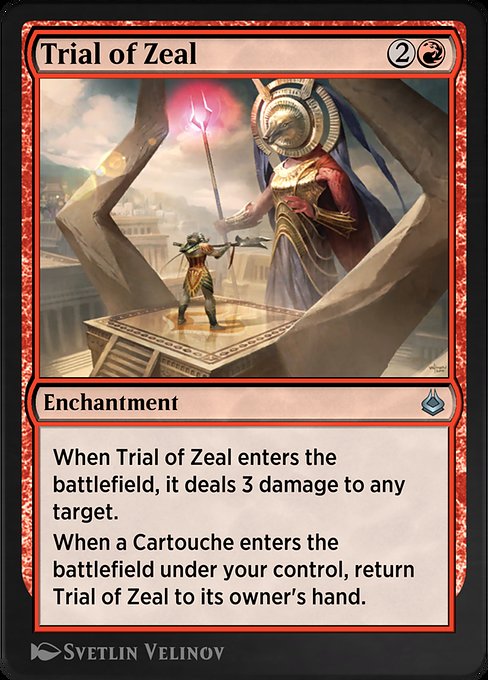 Trial of Zeal 2
Enchantment
When Trial of Zeal enters the
battlefield, it deals 3 damage to any
target.
When a Cartouche enters the
battlefield under your control, return
Trial of Zeal to its owner's hand.
Svetlin Velinov